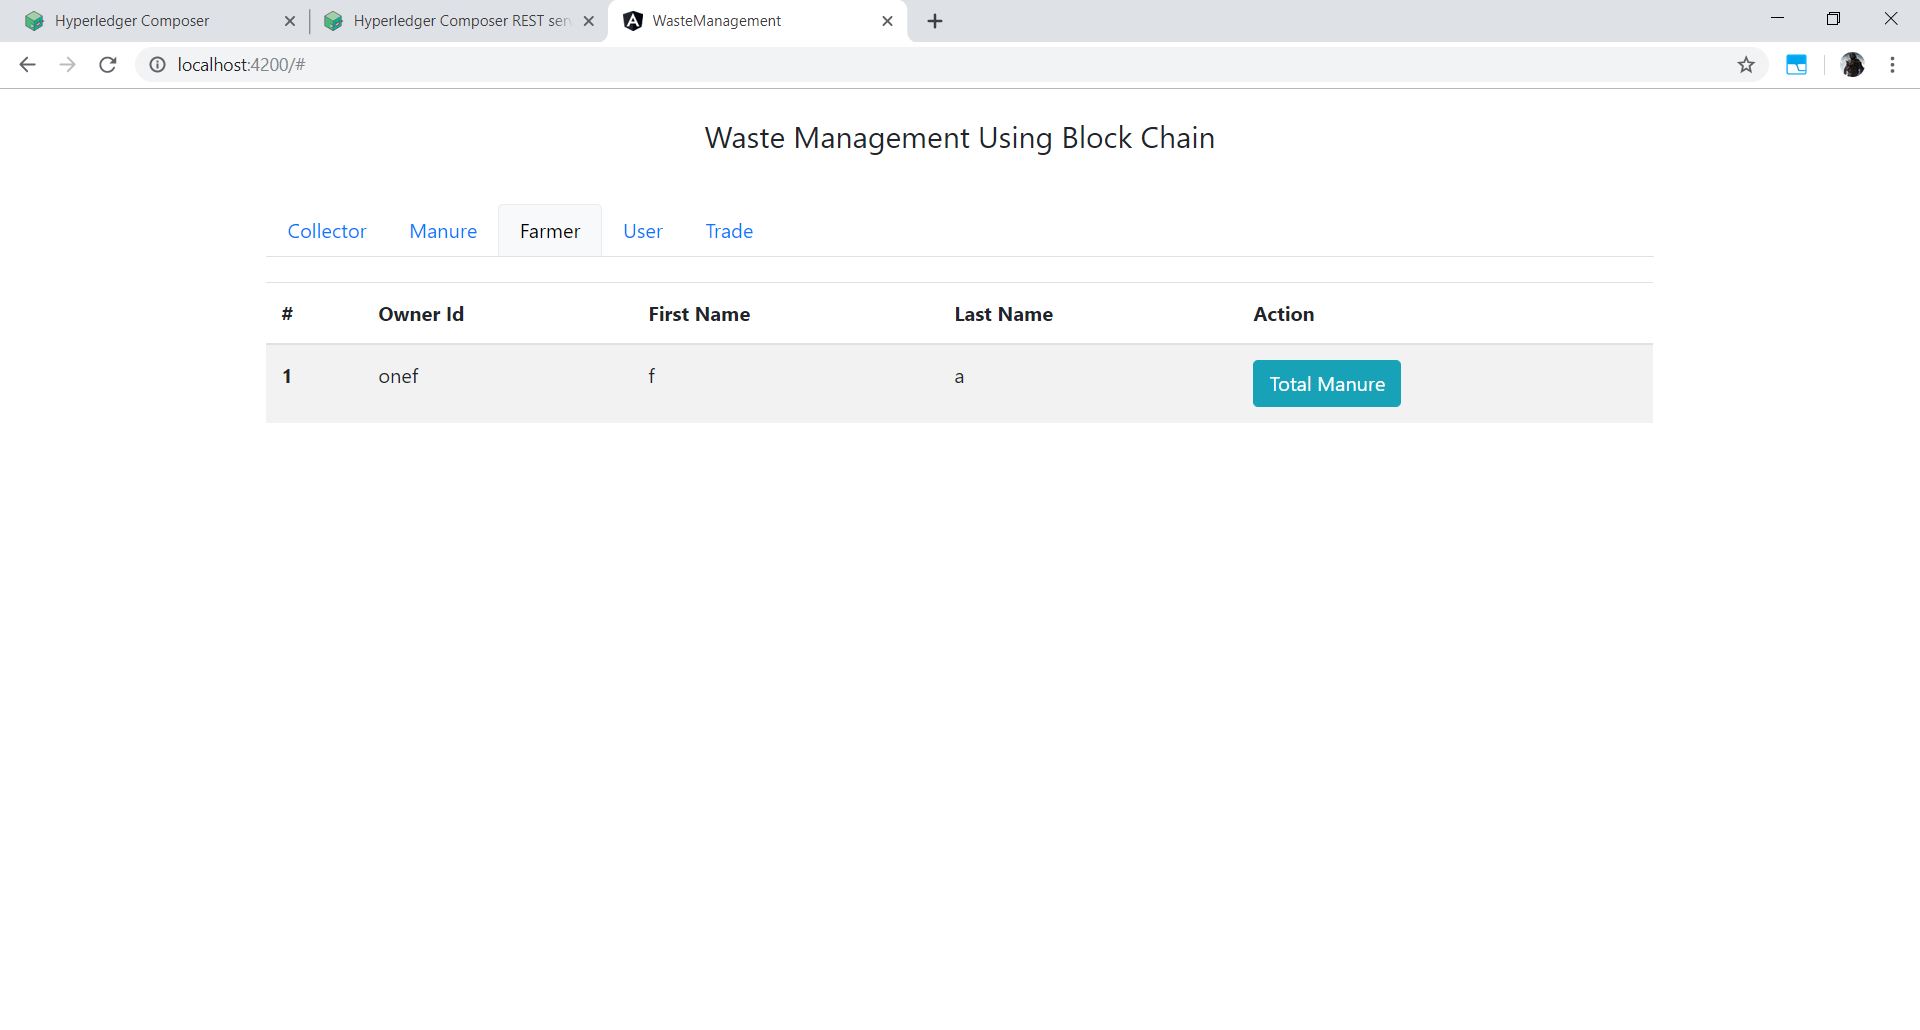 Hyperledger Composer
Hyperledger Composer REST ser
WasteManagement
localhost:4200/#
Waste Management Using Block Chain
Collector Manure Farmer User Trade
# Owner Id First Name Last Name Action
1 onef f a Total Manure